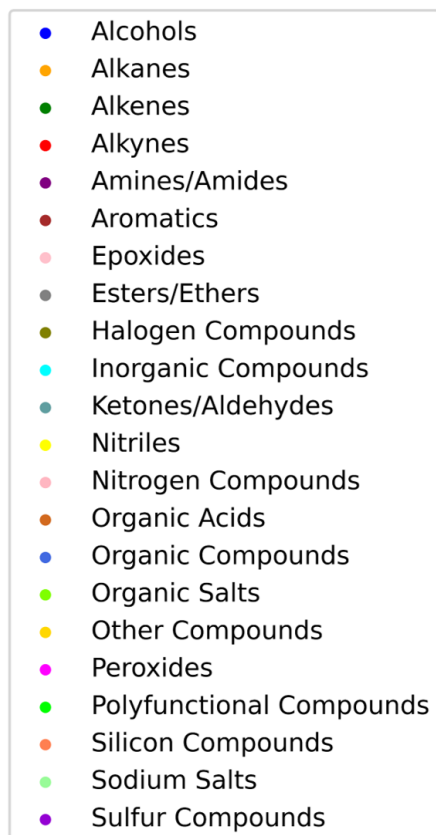 Alcohols
Alkanes
Alkenes
Alkynes
Amines/Amides
Aromatics
Epoxides
Esters/Ethers
Halogen Compounds
Inorganic Compounds
Ketones/Aldehydes
Nitriles
Nitrogen Compounds
Organic Acids
Organic Compounds
Organic Salts
Other Compounds
Peroxides
Polyfunctional Compounds
Silicon Compounds
Sodium Salts
Sulfur Compounds